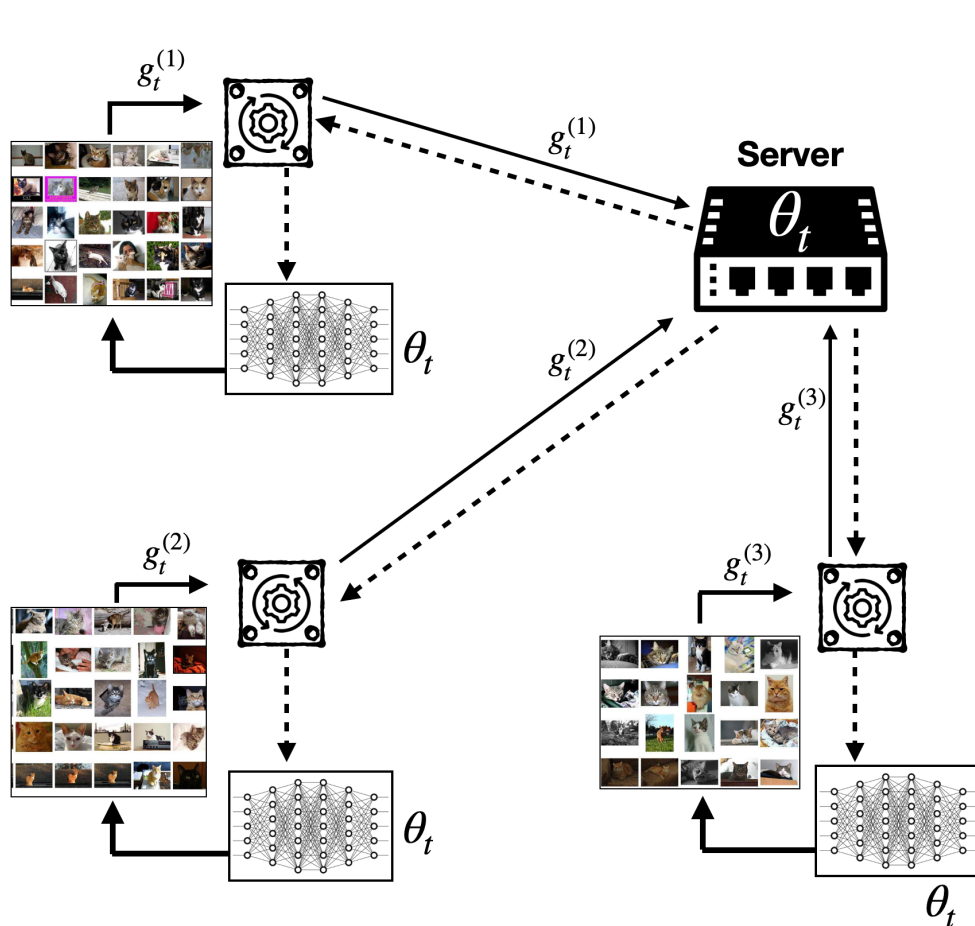 g_t^{(1)}
g_t^{(1)}
Server
θ_t
θ_t
g_t^{(2)}
g_t^{(3)}
g_t^{(2)}
g_t^{(3)}
θ_t
θ_t